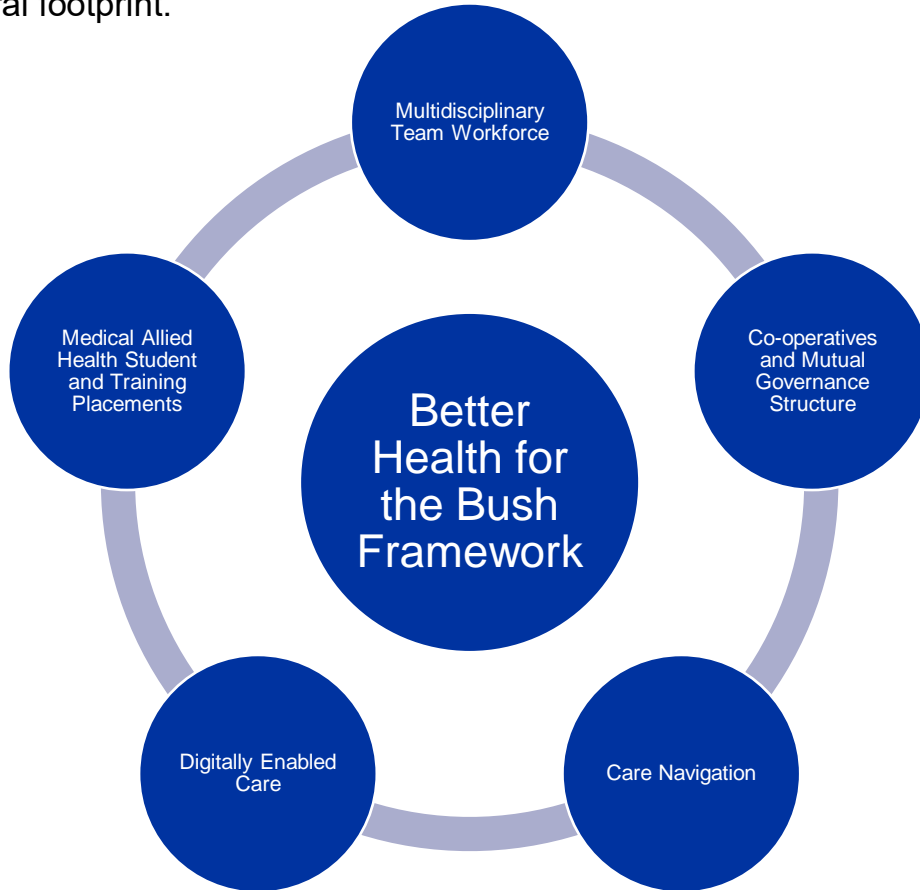 al footprint.
Multidisciplinary
Team Workforce
Medical Allied
Health Student
and Training
Placements
Co-operatives
and Mutual
Governance
Structure
Better
Health for
the Bush
Framework
Digitally Enabled
Care
Care Navigation